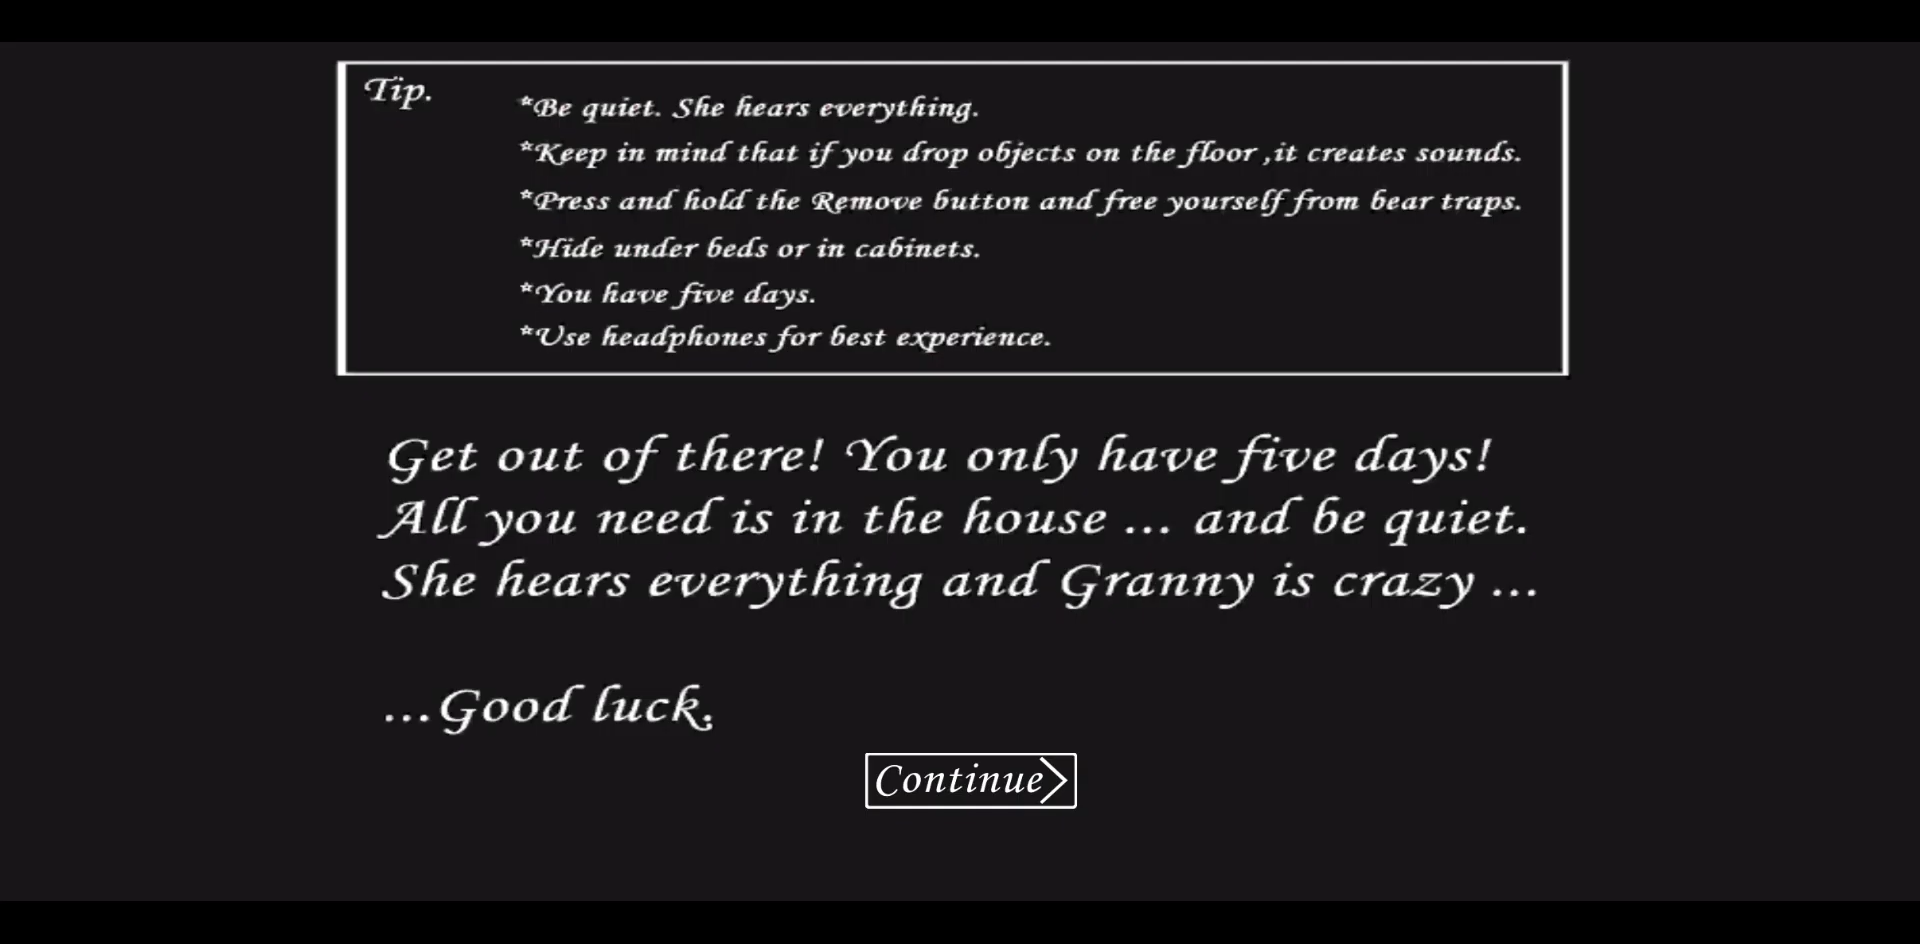 Tip.
*Be quiet. She hears everything.
*Keep in mind that if you drop objects on the floor ,it creates sounds.
*Press and hold the Remove button and free yourself from bear traps.
*Hide under beds or in cabinets.
*You have five days.
*Use headphones for best experience.
Get out of there! You only have five days!
All you need is in the house ... and be quiet.
She hears everything and Granny is crazy ...
...Good luck.
Continue